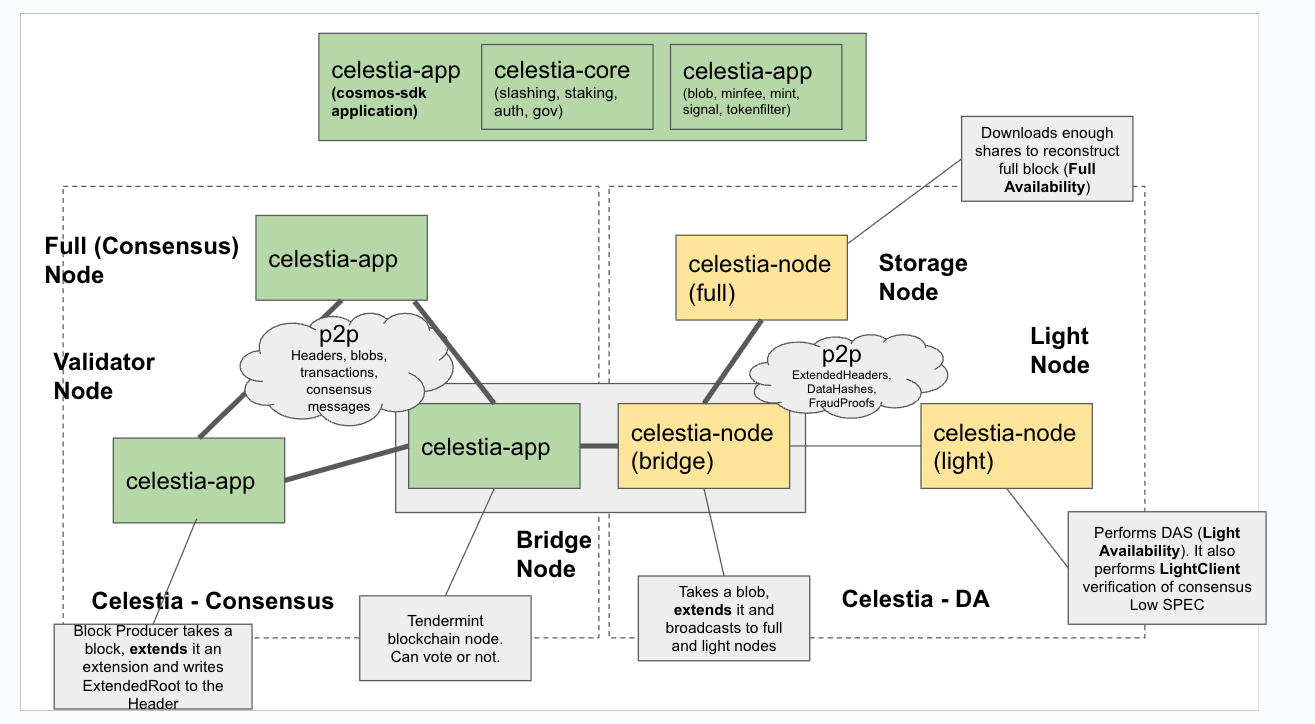 celestia-app
(cosmos-sdk
application)
celestia-core
(slashing, staking,
auth, gov)
celestia-app
(blob, minfee, mint,
signal, tokenfilter)
Downloads enough
shares to reconstruct
full block (Full
Availability)
Full (Consensus)
Node
celestia-app
celestia-node
(full)
Storage
Node
p2p
Headers, blobs,
transactions,
consensus
messages
p2p
ExtendedHeaders,
DataHashes,
FraudProofs
Light
Node
Validator
Node
celestia-app
celestia-app
celestia-node
(bridge)
celestia-node
(light)
Bridge
Node
Celestia - Consensus
Celestia - DA
Block Producer takes a
block, extends it an
extension and writes
ExtendedRoot to the
Header
Tendermint
blockchain node.
Can vote or not.
Takes a blob,
extends it and
broadcasts to full
and light nodes
Performs DAS (Light
Availability). It also
performs LightClient
verification of consensus
Low SPEC